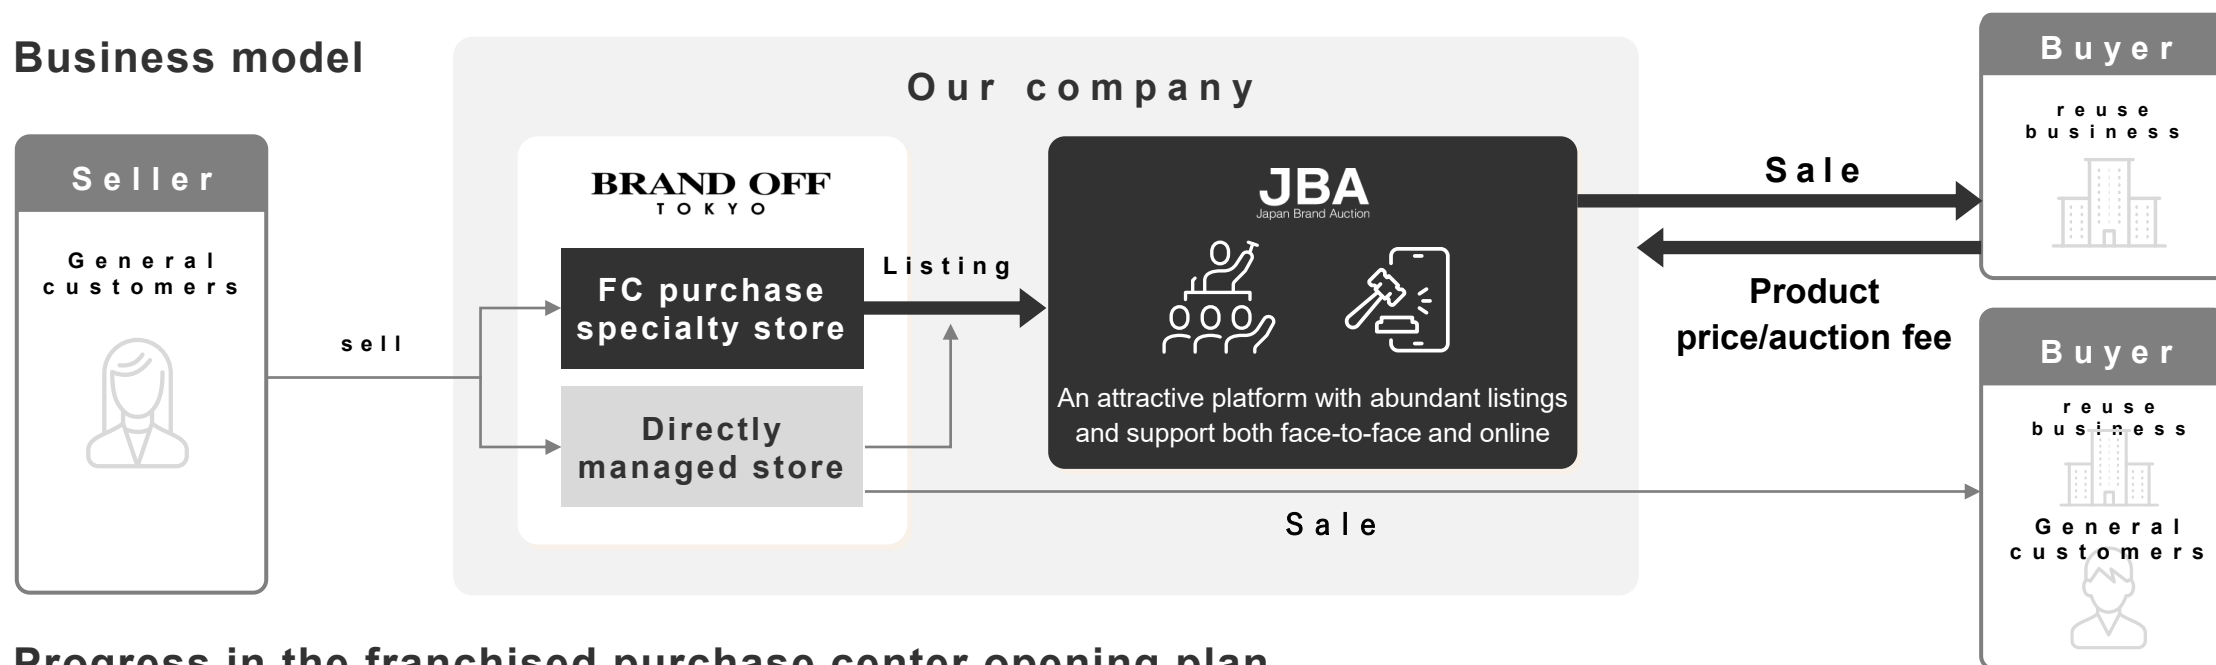 Business model
Our company
Seller
General
customers
sell
BRAND OFF
TOKYO
FC purchase
specialty store
Directly
managed store
Listing
JBA
Japan Brand Auction
An attractive platform with abundant listings
and support both face-to-face and online
Sale
Product
price/auction fee
Sale
Buyer
reuse
business
Buyer
reuse
business
General
customers
Progress in the franchised purchase center opening plan